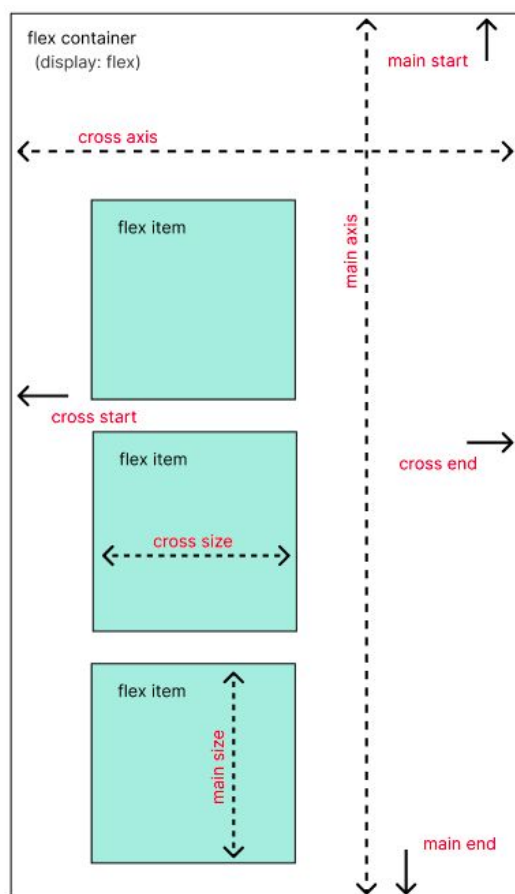 flex container
(display: flex)
main start
cross axis
flex item
main axis
cross start
flex item
cross end
cross size
flex item
main size
main end